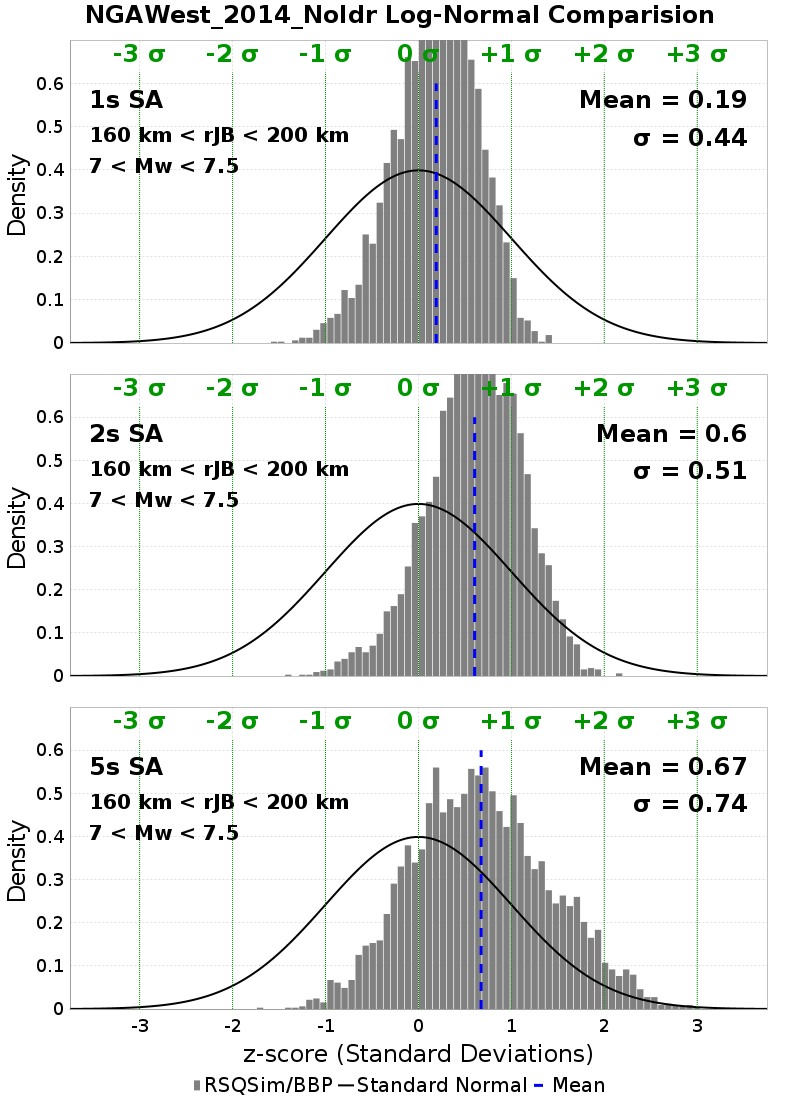 NGAWest_2014_NoIdr Log-Normal Comparision
-3 σ -2 σ -1 σ 0 σ +1 σ +2 σ +3 σ
0.6
1s SA Mean = 0.19
0.5
160 km < rJB < 200 km σ = 0.44
7 < Mw < 7.5
0.4
Density
0.3
0.2
0.1
0
-3 σ -2 σ -1 σ 0 σ +1 σ +2 σ +3 σ
0.6
2s SA Mean = 0.6
0.5
160 km < rJB < 200 km σ = 0.51
7 < Mw < 7.5
0.4
Density
0.3
0.2
0.1
0
-3 σ -2 σ -1 σ 0 σ +1 σ +2 σ +3 σ
0.6
5s SA Mean = 0.67
0.5
160 km < rJB < 200 km σ = 0.74
7 < Mw < 7.5
0.4
Density
0.3
0.2
0.1
0
-3 -2 -1 0 1 2 3
z-score (Standard Deviations)
RSQSim/BBP Standard Normal Mean